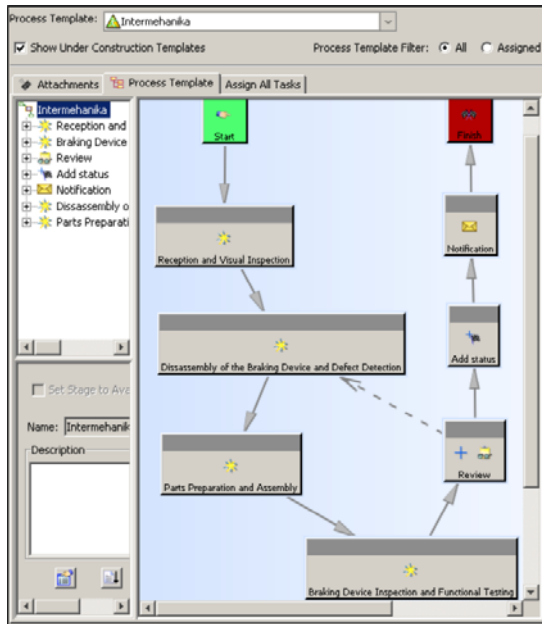 Process Template:
Intermehanika
Show Under Construction Templates
Process Template Filter:
All
Assigned
Attachments
Process Template
Assign All Tasks
Intermehanika
Reception and
Braking Device
Review
Add status
Notification
Dissassembly o
Parts Preparati
Set Stage to Ava
Name: Intermehanik
Description
Start
Finish
Reception and Visual Inspection
Notification
Dissassembly of the Braking Device and Defect Detection
Add status
Parts Preparation and Assembly
Review
Braking Device Inspection and Functional Testing